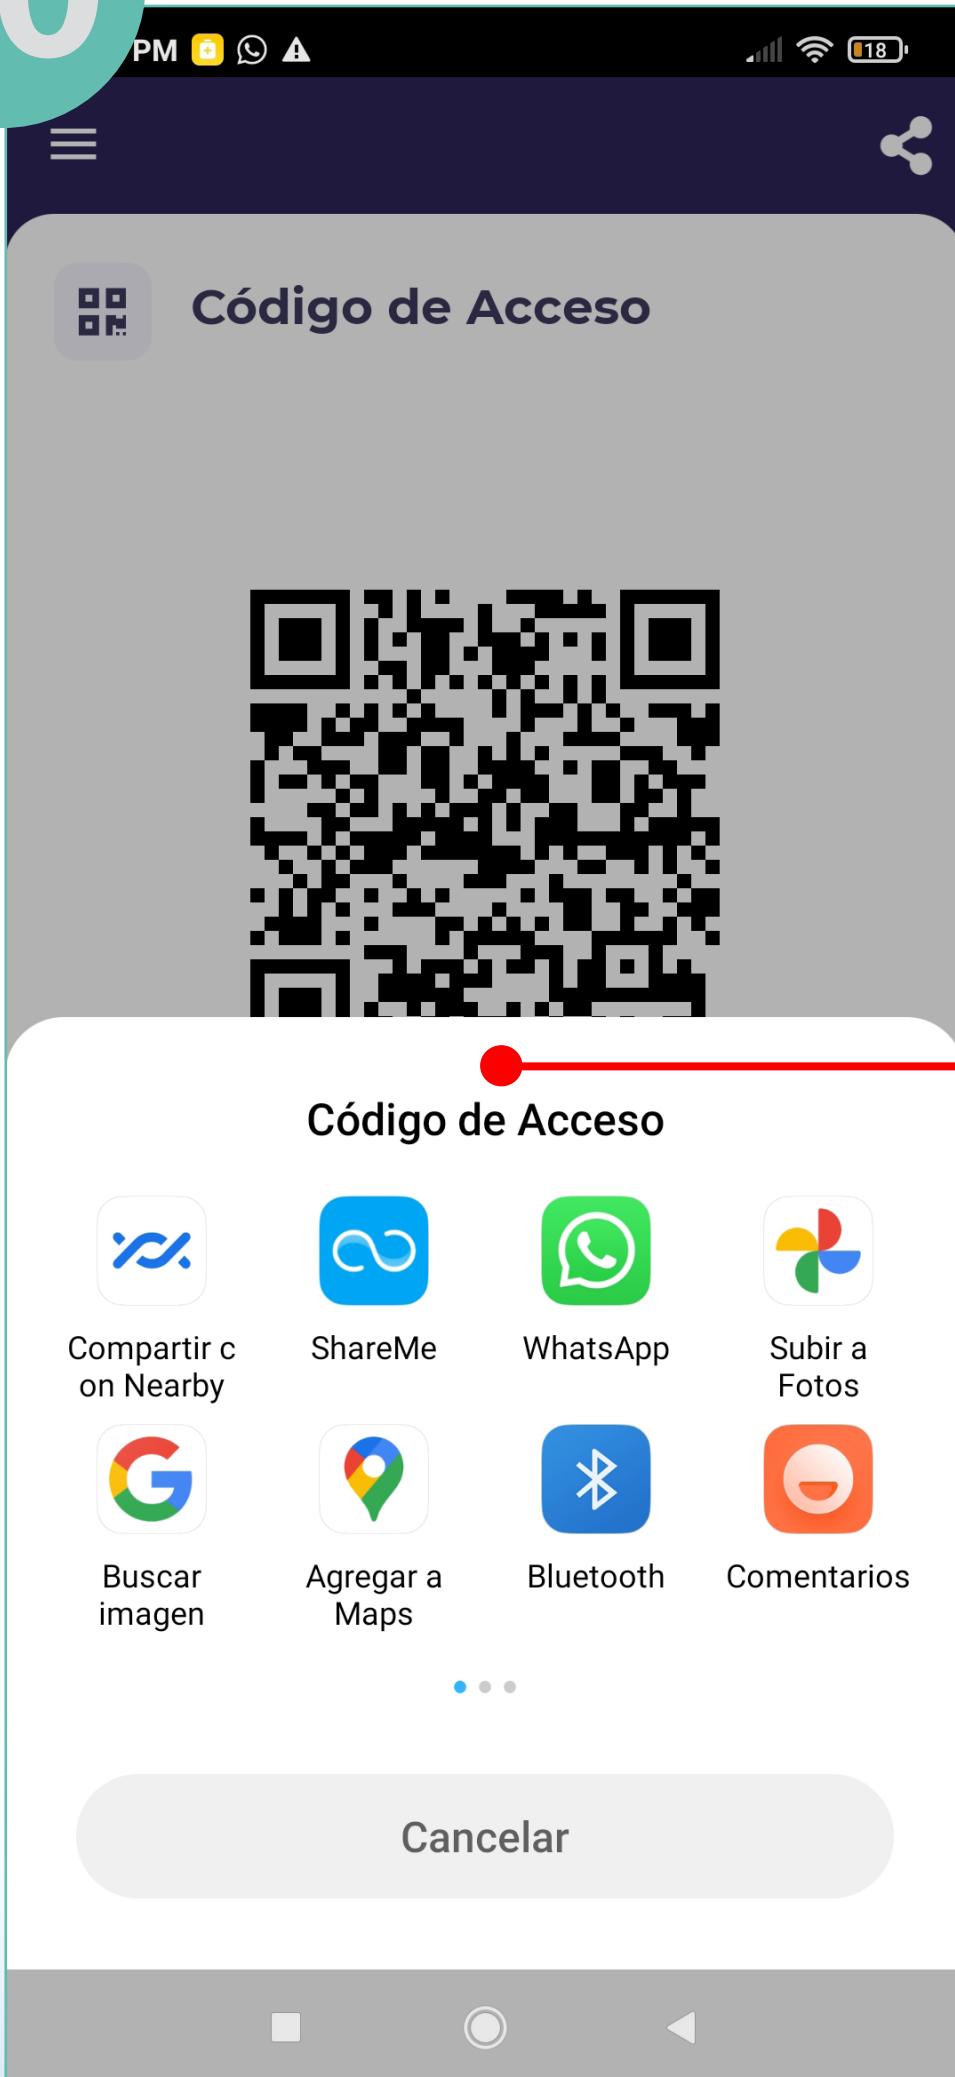 PM
18
Código de Acceso
Código de Acceso
Compartir c
on Nearby
ShareMe
WhatsApp
Subir a
Fotos
Buscar
imagen
Agregar a
Maps
Bluetooth
Comentarios
Cancelar